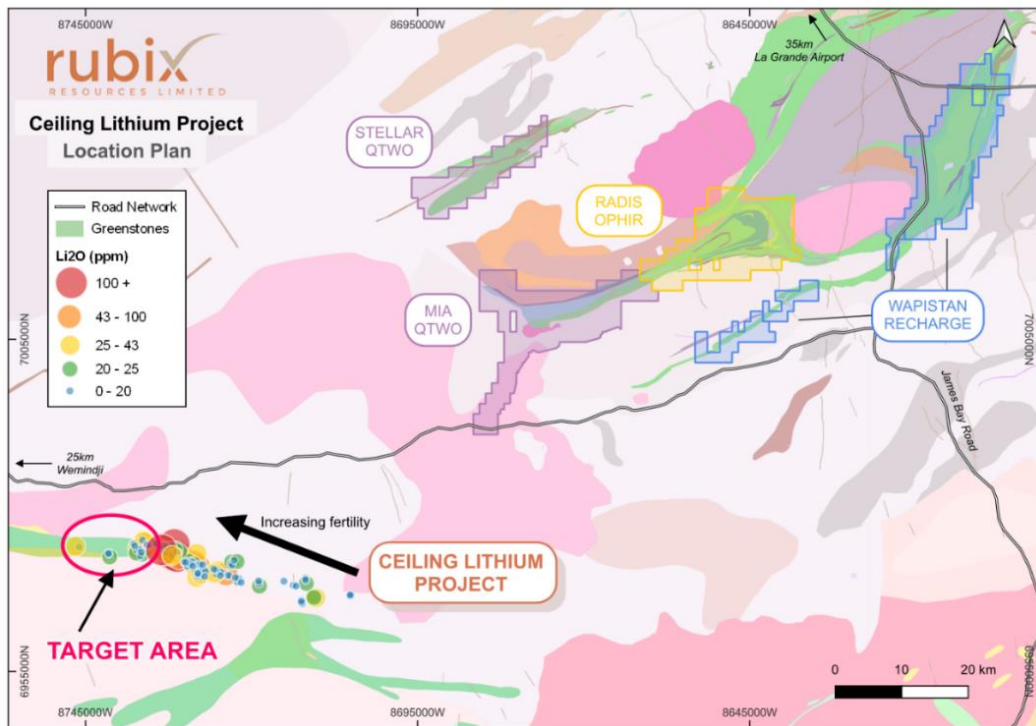 8745000W
8695000W
8645000W
rubix
RESOURCES LIMITED
Ceiling Lithium Project
Location Plan
Road Network
Greenstones
Li2O (ppm)
100 +
43 - 100
25 - 43
20 - 25
0 - 20
35km
La Grande Airport
STELLAR
QTWO
RADIS
OPHIR
MIA
QTWO
WAPISTAN
RECHARGE
7005000N
7005000N
James Bay Road
25km
Wemindji
Increasing fertility
CEILING LITHIUM
PROJECT
TARGET AREA
6955000N
6955000N
0 10 20 km
8745000W
8695000W
8645000W